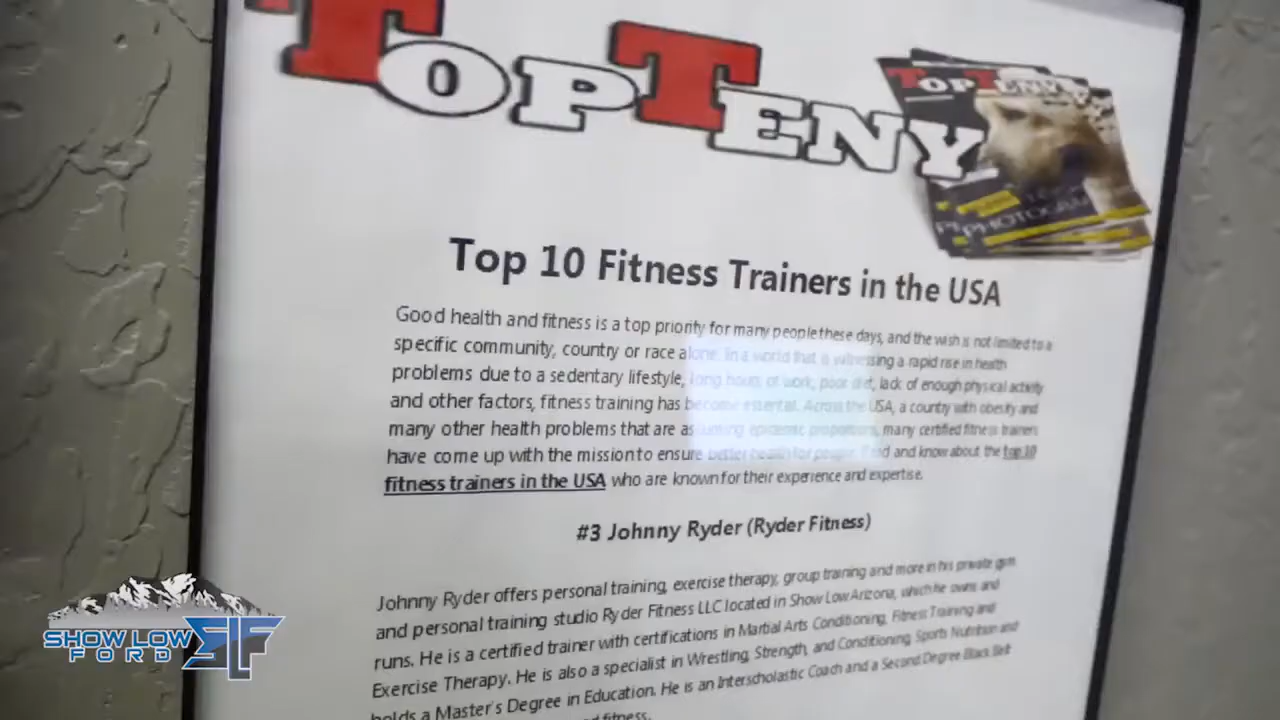 TOPTENY
TOPTENY
PHOTOGRA
Top 10 Fitness Trainers in the USA
Good health and fitness is a top priority for many people these days, and the wish is not limited to a
specific community, country or race alone. In a world that is witnessing a rapid rise in health
problems due to a sedentary lifestyle, long hours of work, poor diet, lack of enough physical activity
and other factors, fitness training has become essential. Across the USA, a country with obesity and
many other health problems that are assuming epidemic proportions, many certified fitness trainers
have come up with the mission to ensure better health for people. Find and know about the top 10
fitness trainers in the USA who are known for their experience and expertise.
#3 Johnny Ryder (Ryder Fitness)
Johnny Ryder offers personal training, exercise therapy, group training and more in his private gym
and personal training studio Ryder Fitness LLC located in Show Low Arizona, which he owns and
runs. He is a certified trainer with certifications in Martial Arts Conditioning, Fitness Training and
Exercise Therapy. He is also a specialist in Wrestling, Strength, and Conditioning, Sports Nutrition and
holds a Master's Degree in Education. He is an Interscholastic Coach and a Second Degree Black Belt
fitness.
SHOW LOW
FORD
SLF